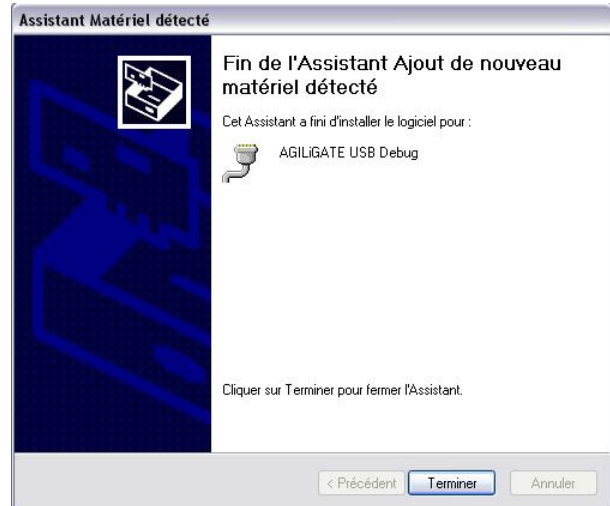 Assistant Matériel détecté
Fin de l'Assistant Ajout de nouveau
matériel détecté
Cet Assistant a fini d'installer le logiciel pour :
AGILiGATE USB Debug
Cliquer sur Terminer pour fermer l'Assistant.
< Précédent
Terminer
Annuler